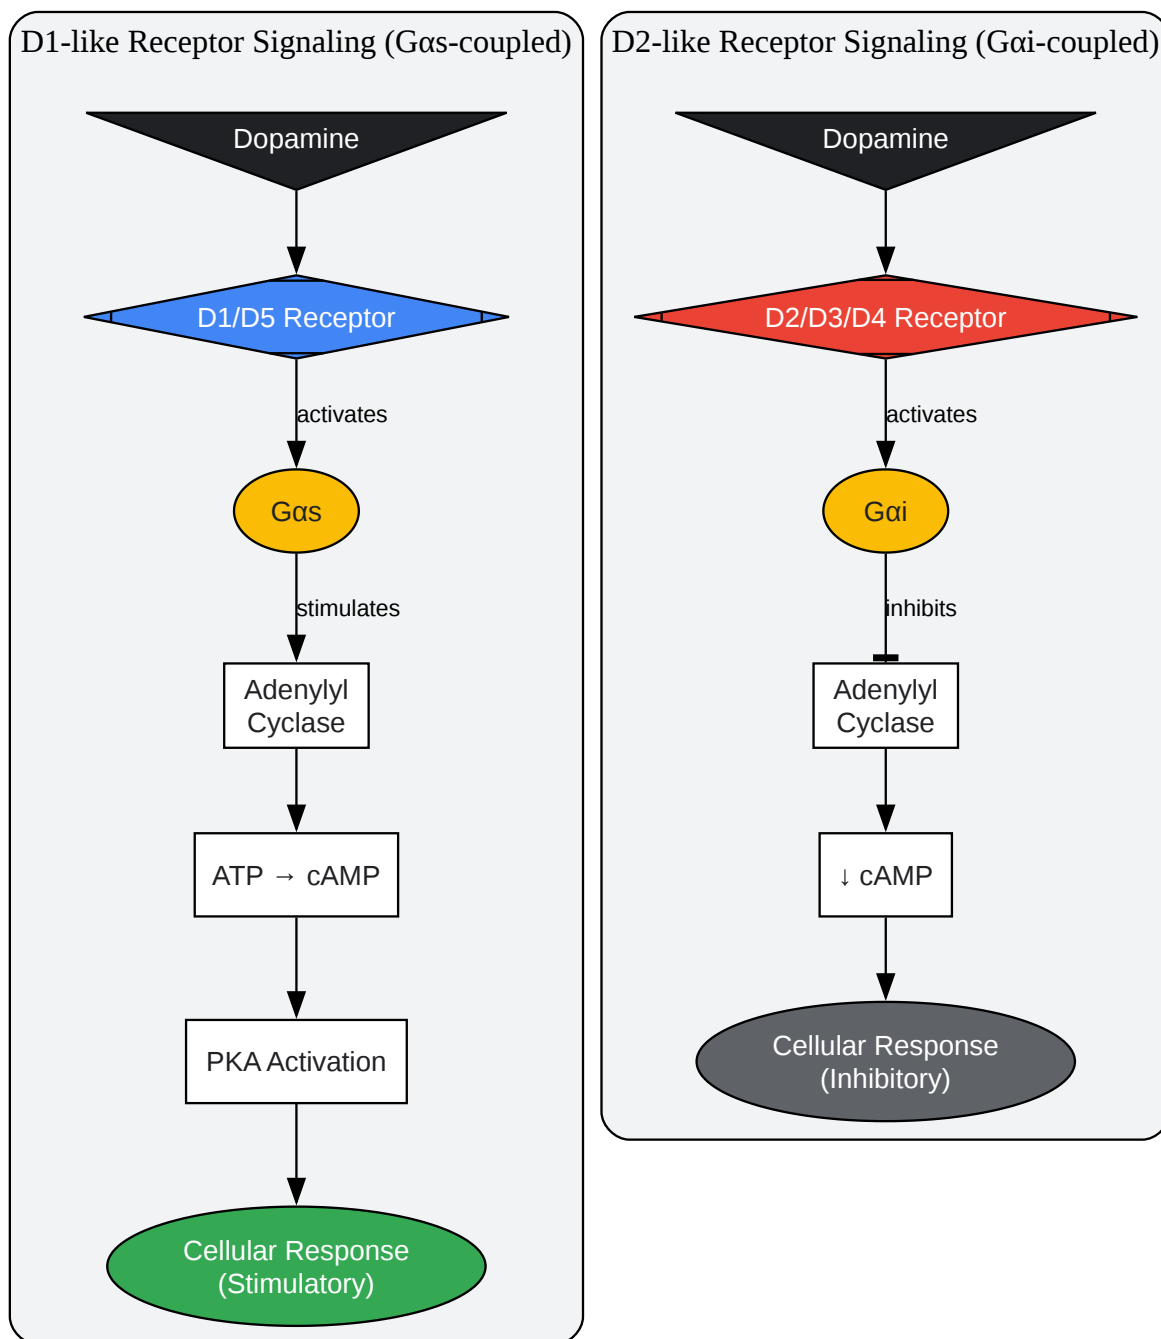 D1-like Receptor Signaling (Gαs-coupled)
Dopamine
D1/D5 Receptor
activates
Gαs
stimulates
Adenylyl
Cyclase
ATP → cAMP
PKA Activation
Cellular Response
(Stimulatory)
D2-like Receptor Signaling (Gαi-coupled)
Dopamine
D2/D3/D4 Receptor
activates
Gαi
inhibits
Adenylyl
Cyclase
↓ cAMP
Cellular Response
(Inhibitory)